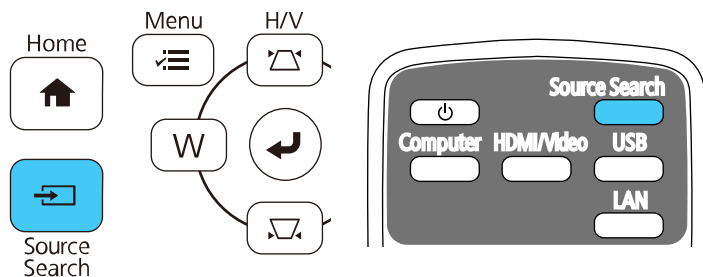 Menu H/V
Home
W
Source
Search
Source Search
Computer HDMI/Video USB
LAN